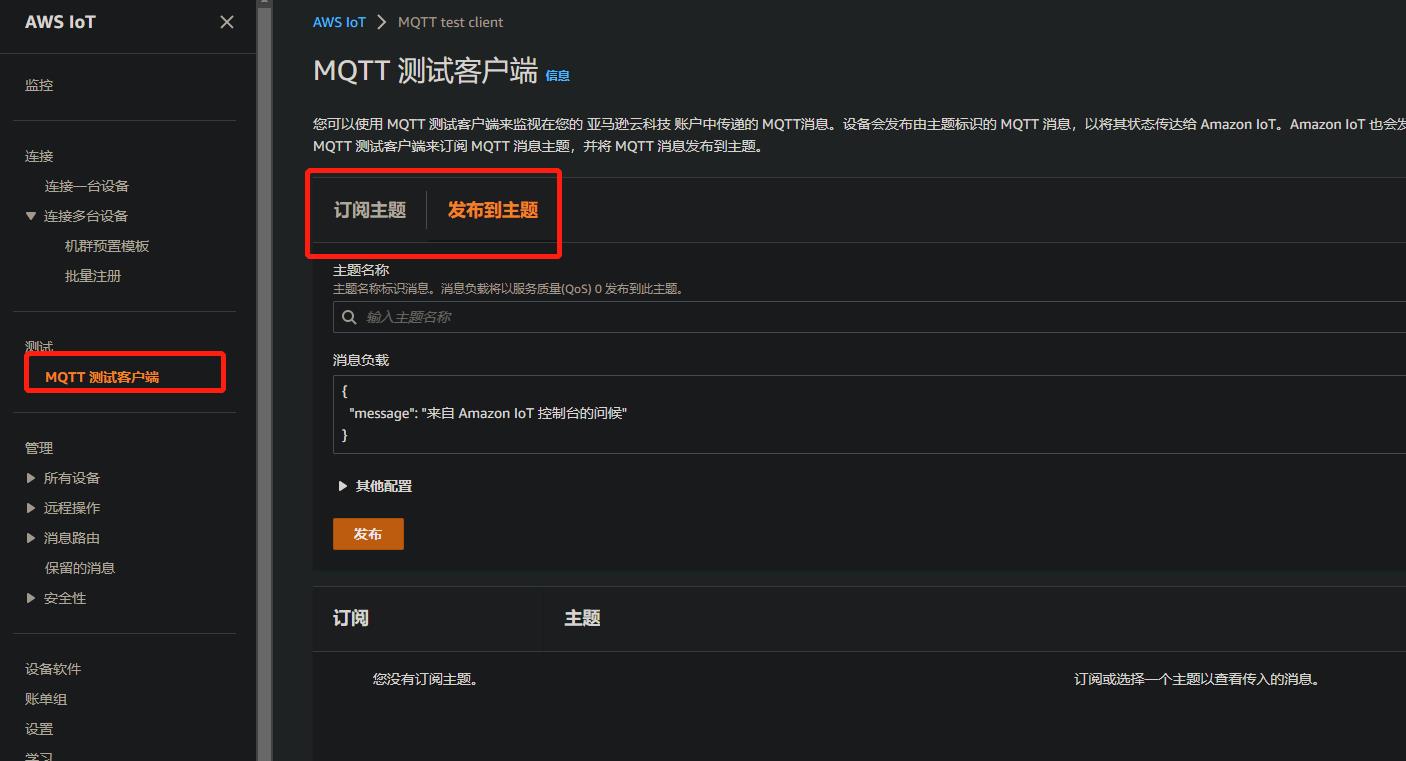 AWS IoT
监控
连接
连接一台设备
连接多台设备
机群预置模板
批量注册
测试
MQTT 测试客户端
管理
所有设备
远程操作
消息路由
保留的消息
安全性
设备软件
账单组
设置
学习
AWS IoT > MQTT test client
MQTT 测试客户端 信息
您可以使用 MQTT 测试客户端来监视在您的 亚马逊云科技 账户中传递的 MQTT消息。设备会发布由主题标识的 MQTT 消息，以将其状态传达给 Amazon IoT。Amazon IoT 也会发
MQTT 测试客户端来订阅 MQTT 消息主题，并将 MQTT 消息发布到主题。
订阅主题 发布到主题
主题名称
主题名称标识消息。消息负载将以服务质量(QoS) 0 发布到此主题。
输入主题名称
消息负载
{
"message": "来自 Amazon IoT 控制台的问候"
}
其他配置
发布
订阅 主题
您没有订阅主题。 订阅或选择一个主题以查看传入的消息。